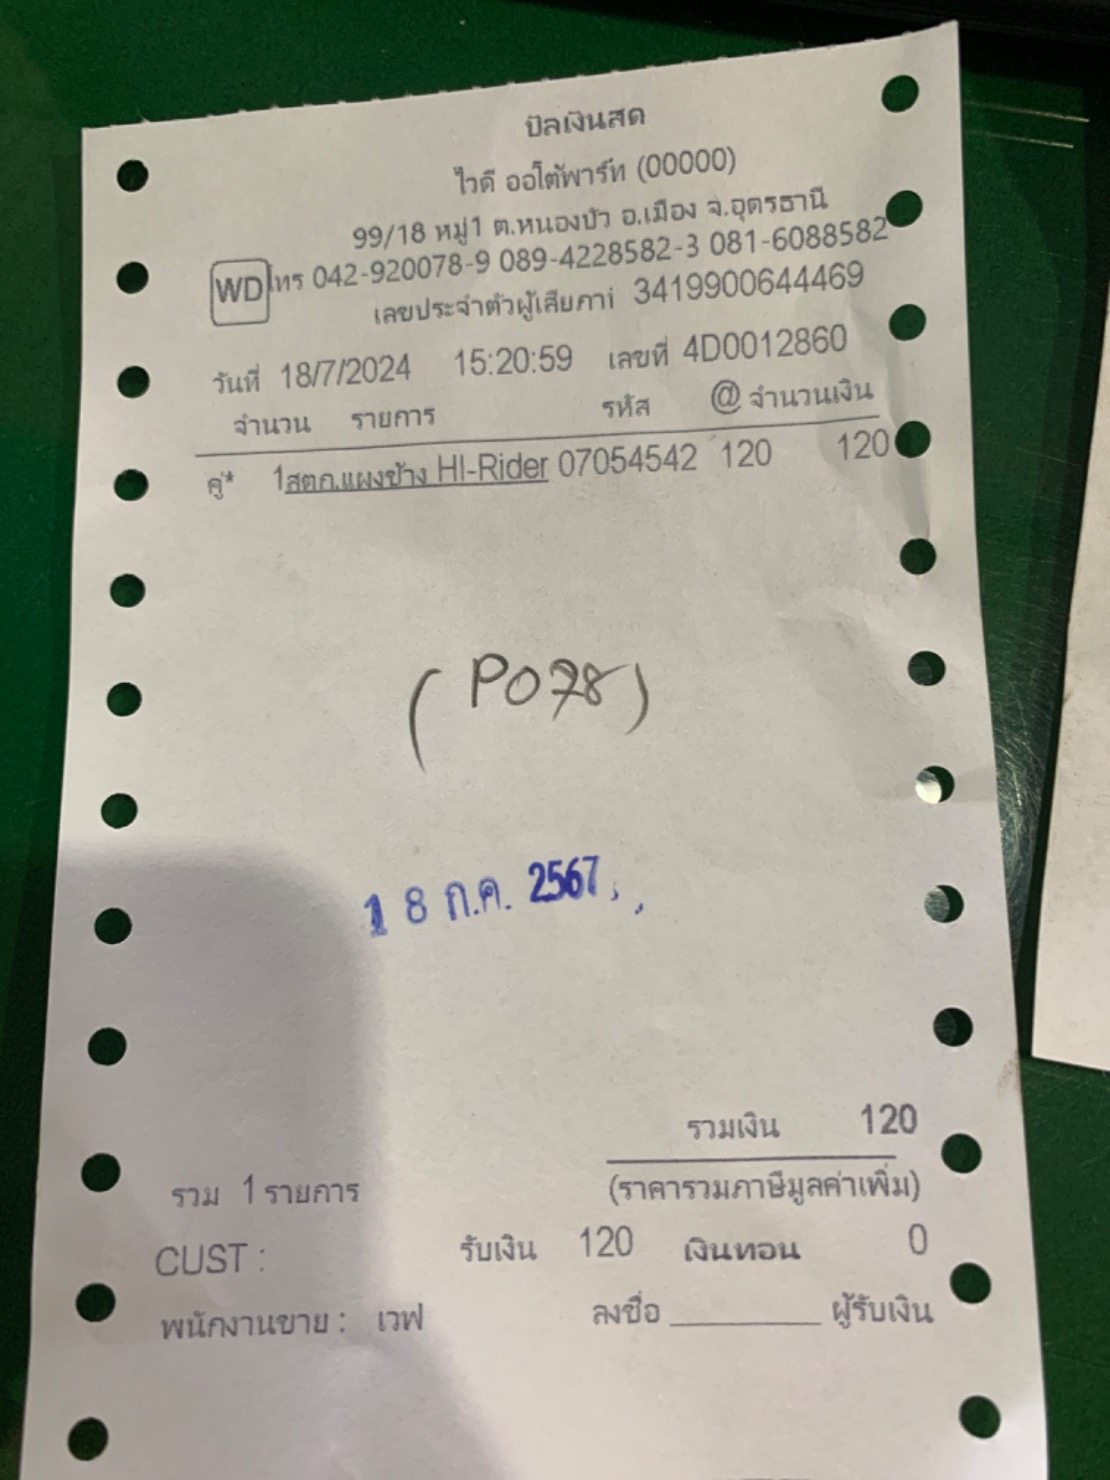 บิลเงินสด
ไวดี ออโต้พาร์ท (00000)
99/18 หมู่1 ต.หนองบัว อ.เมือง จ.อุดรธานี
WD โทร 042-920078-9 089-4228582-3 081-6088582
เลขประจำตัวผู้เสียภาษี 3419900644469
วันที่ 18/7/2024 15:20:59 เลขที่ 4D0012860
จำนวน รายการ รหัส @ จำนวนเงิน
คู่* 1สตก.แผงข้าง HI-Rider 07054542 120 120
(P078)
18 ก.ค. 2567
รวมเงิน 120
รวม 1 รายการ (ราคารวมภาษีมูลค่าเพิ่ม)
CUST : รับเงิน 120 เงินทอน 0
พนักงานขาย : เวฟ ลงชื่อ ________ ผู้รับเงิน